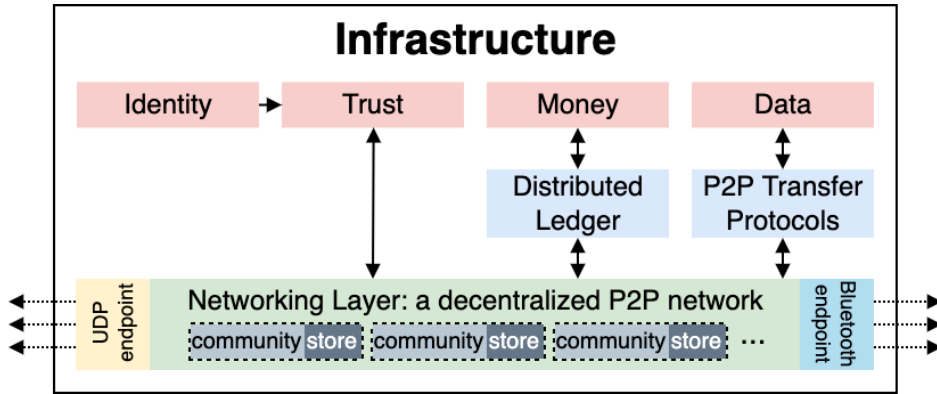 Infrastructure
Identity
Trust
Money
Data
Distributed
Ledger
P2P Transfer
Protocols
UDP
endpoint
Networking Layer: a decentralized P2P network
community store
community store
community store
...
Bluetooth
endpoint